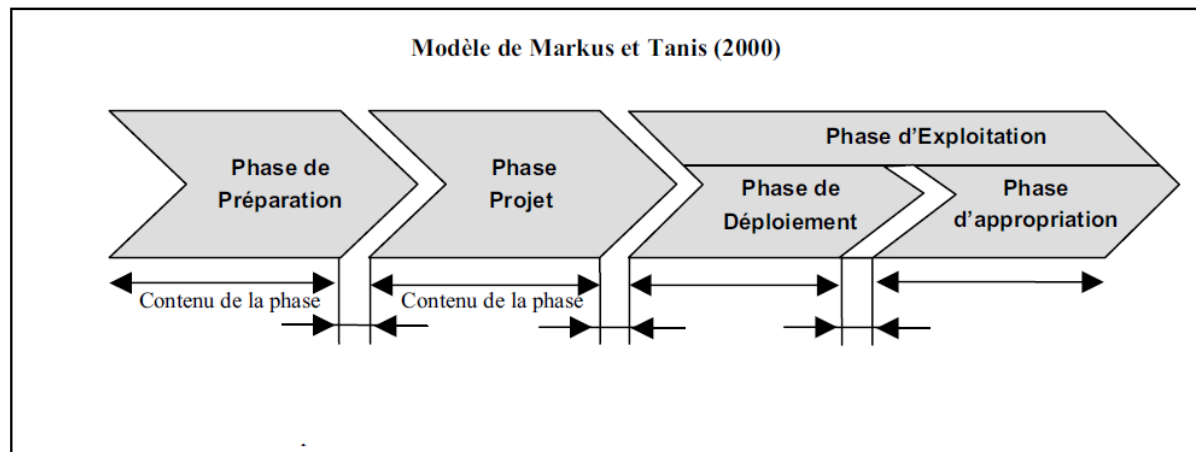 Modèle de Markus et Tanis (2000)
Phase d'Exploitation
Phase de
Préparation
Phase
Projet
Phase de
Déploiement
Phase
d'appropriation
Contenu de la phase
Contenu de la phase